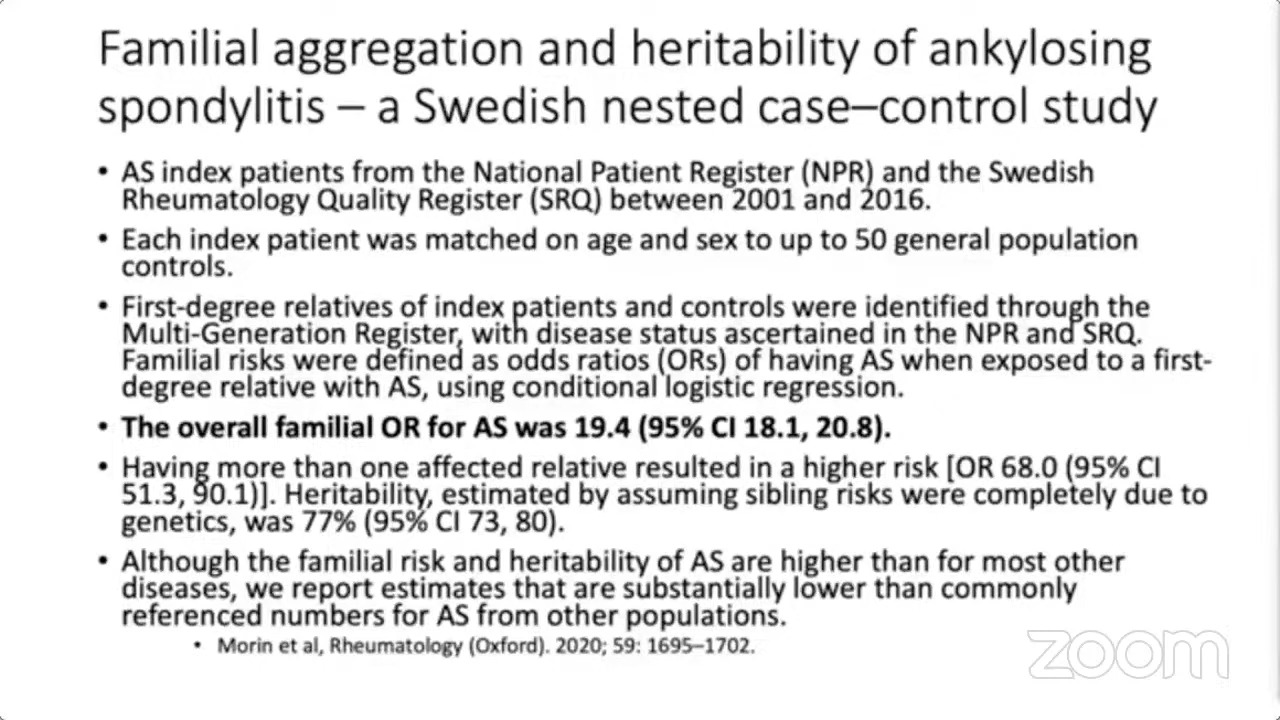 Familial aggregation and heritability of ankylosing
spondylitis – a Swedish nested case–control study
• AS index patients from the National Patient Register (NPR) and the Swedish
Rheumatology Quality Register (SRQ) between 2001 and 2016.
• Each index patient was matched on age and sex to up to 50 general population
controls.
• First-degree relatives of index patients and controls were identified through the
Multi-Generation Register, with disease status ascertained in the NPR and SRQ.
Familial risks were defined as odds ratios (ORs) of having AS when exposed to a first-
degree relative with AS, using conditional logistic regression.
• The overall familial OR for AS was 19.4 (95% CI 18.1, 20.8).
• Having more than one affected relative resulted in a higher risk [OR 68.0 (95% CI
51.3, 90.1)]. Heritability, estimated by assuming sibling risks were completely due to
genetics, was 77% (95% CI 73, 80).
• Although the familial risk and heritability of AS are higher than for most other
diseases, we report estimates that are substantially lower than commonly
referenced numbers for AS from other populations.
• Morin et al, Rheumatology (Oxford). 2020; 59: 1695–1702.
zoom